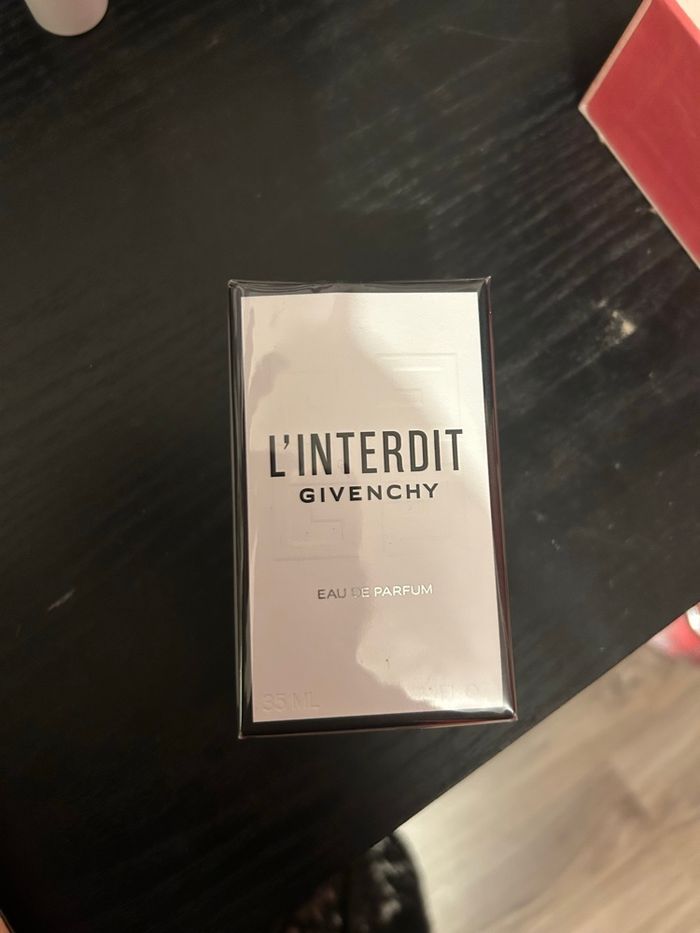 L'INTERDIT
GIVENCHY
EAU DE PARFUM
35 ML